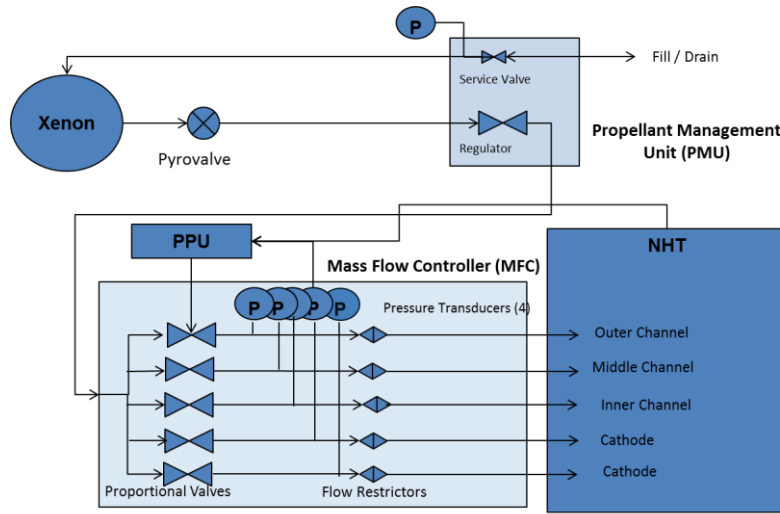 P
Service Valve
Fill / Drain
Xenon
Pyrovalve
Regulator
Propellant Management
Unit (PMU)
PPU
NHT
Mass Flow Controller (MFC)
P P P P P
Pressure Transducers (4)
Outer Channel
Middle Channel
Inner Channel
Cathode
Cathode
Proportional Valves
Flow Restrictors